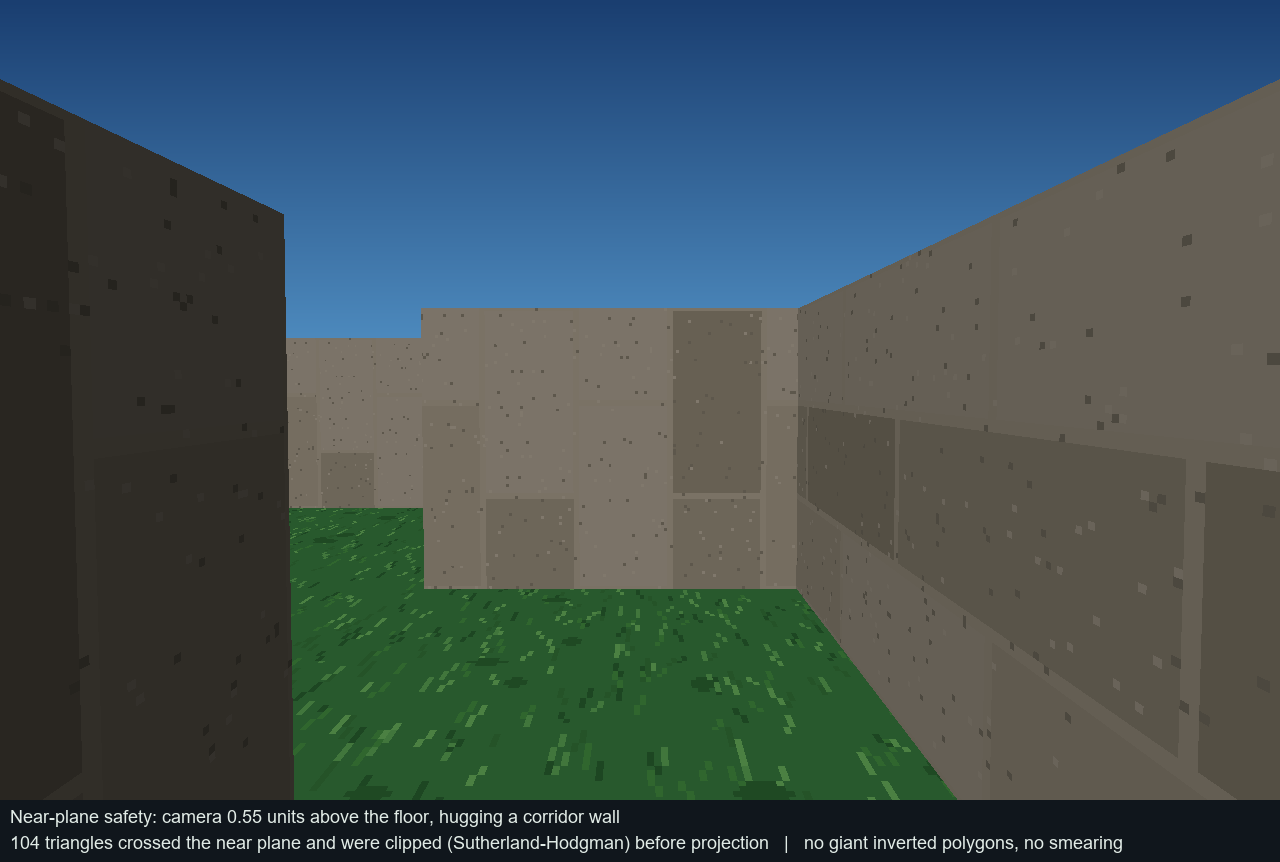 Near-plane safety: camera 0.55 units above the floor, hugging a corridor wall
104 triangles crossed the near plane and were clipped (Sutherland-Hodgman) before projection | no giant inverted polygons, no smearing